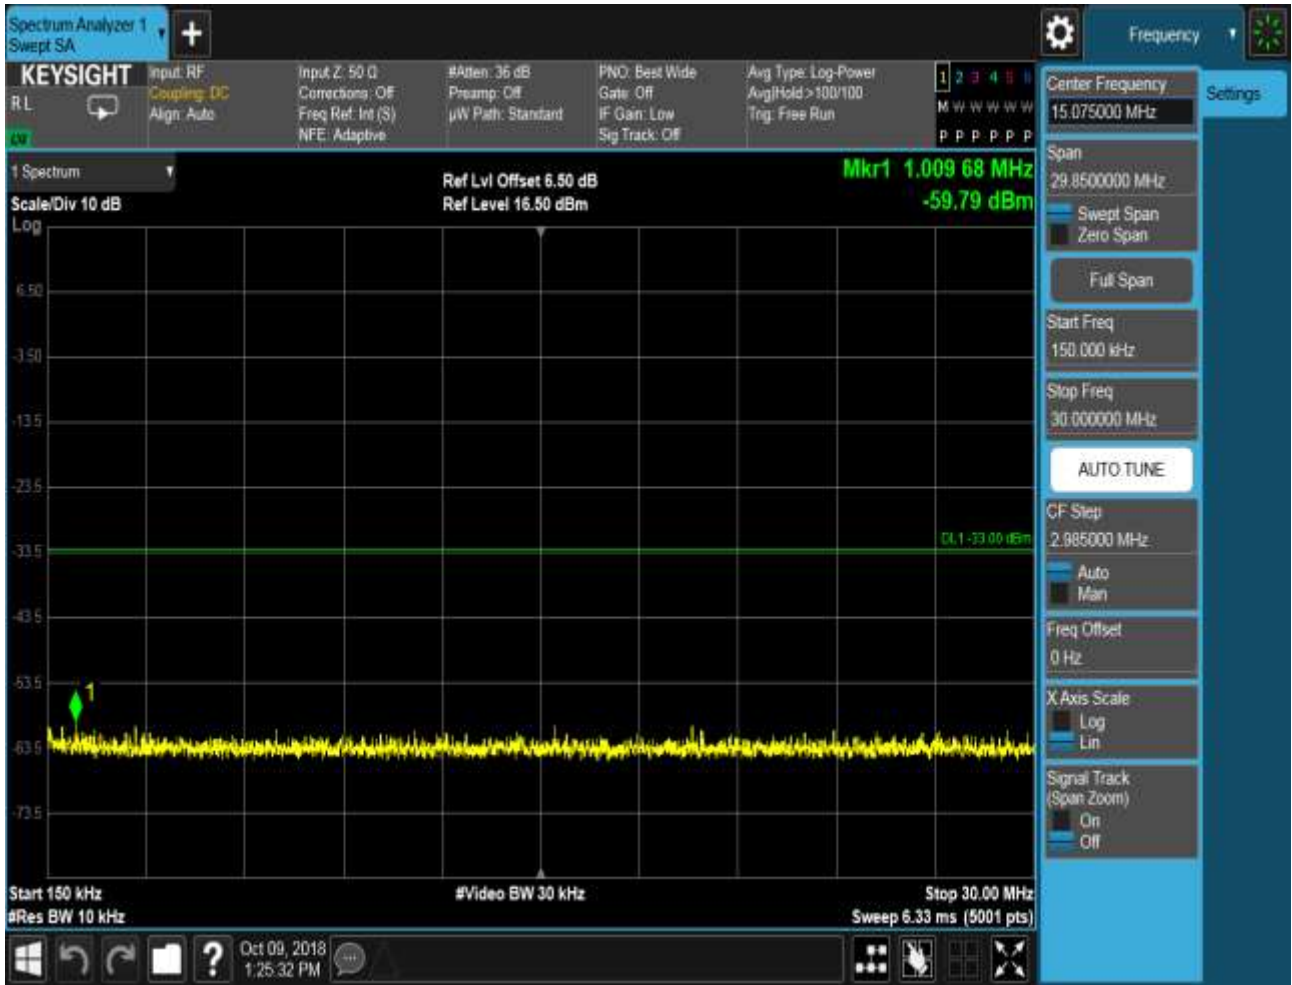 Spectrum Analyzer 1
Swept SA
+
Frequency
KEYSIGHT
RL
LXI
Input: RF
Coupling: DC
Align: Auto
Input Z: 50 Ω
Corrections: Off
Freq Ref: Int (S)
NFE: Adaptive
#Atten: 36 dB
Preamp: Off
µW Path: Standard
PNO: Best Wide
Gate: Off
IF Gain: Low
Sig Track: Off
Avg Type: Log-Power
Avg|Hold:>100/100
Trig: Free Run
1 2 3 4 5 6
M W W W W W
P P P P P P
1 Spectrum
Scale/Div 10 dB
Log
Ref Lvl Offset 6.50 dB
Ref Level 16.50 dBm
Mkr1 1.009 68 MHz
-59.79 dBm
6.50
-3.50
-13.5
-23.5
-33.5
-43.5
-53.5
-63.5
-73.5
DL1 -33.00 dBm
1
Start 150 kHz
#Res BW 10 kHz
#Video BW 30 kHz
Stop 30.00 MHz
Sweep 6.33 ms (5001 pts)
?
Oct 09, 2018
1:25:32 PM
Center Frequency
15.075000 MHz
Settings
Span
29.8500000 MHz
Swept Span
Zero Span
Full Span
Start Freq
150.000 kHz
Stop Freq
30.000000 MHz
AUTO TUNE
CF Step
2.985000 MHz
Auto
Man
Freq Offset
0 Hz
X Axis Scale
Log
Lin
Signal Track
(Span Zoom)
On
Off